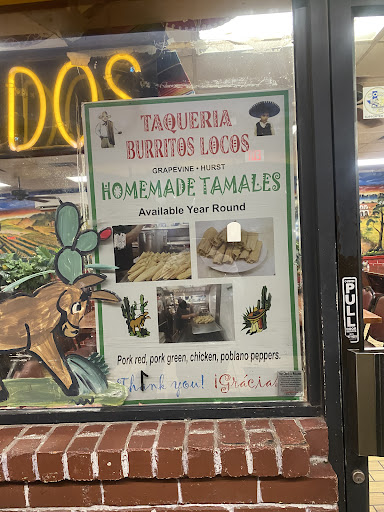 DOS
TAQUERIA
BURRITOS LOCOS
GRAPEVINE • HURST
HOMEMADE TAMALES
Available Year Round
Pork red, pork green, chicken, poblano peppers.
Thank you! ¡Grácia
PULL